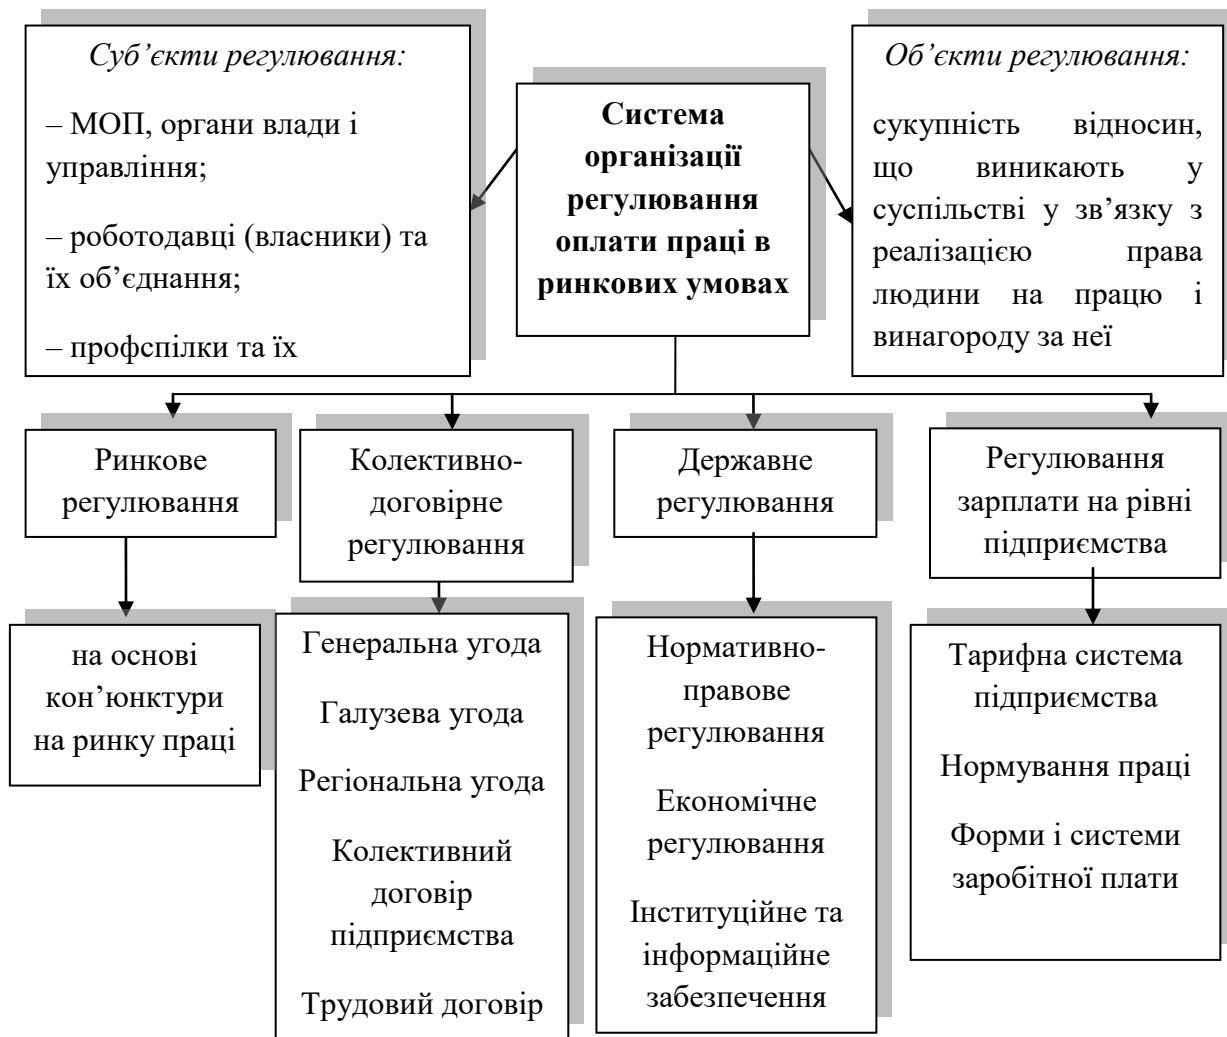 Суб’єкти регулювання:
– МОП, органи влади і
управління;
– роботодавці (власники) та
їх об’єднання;
– профспілки та їх
Система
організації
регулювання
оплати праці в
ринкових умовах
Об’єкти регулювання:
сукупність відносин,
що виникають у
суспільстві у зв’язку з
реалізацією права
людини на працю і
винагороду за неї
Ринкове
регулювання
Колективно-
договірне
регулювання
Державне
регулювання
Регулювання
зарплати на рівні
підприємства
на основі
кон’юнктури
на ринку праці
Генеральна угода
Галузева угода
Регіональна угода
Колективний
договір
підприємства
Трудовий договір
Нормативно-
правове
регулювання
Економічне
регулювання
Інституційне та
інформаційне
забезпечення
Тарифна система
підприємства
Нормування праці
Форми і системи
заробітної плати